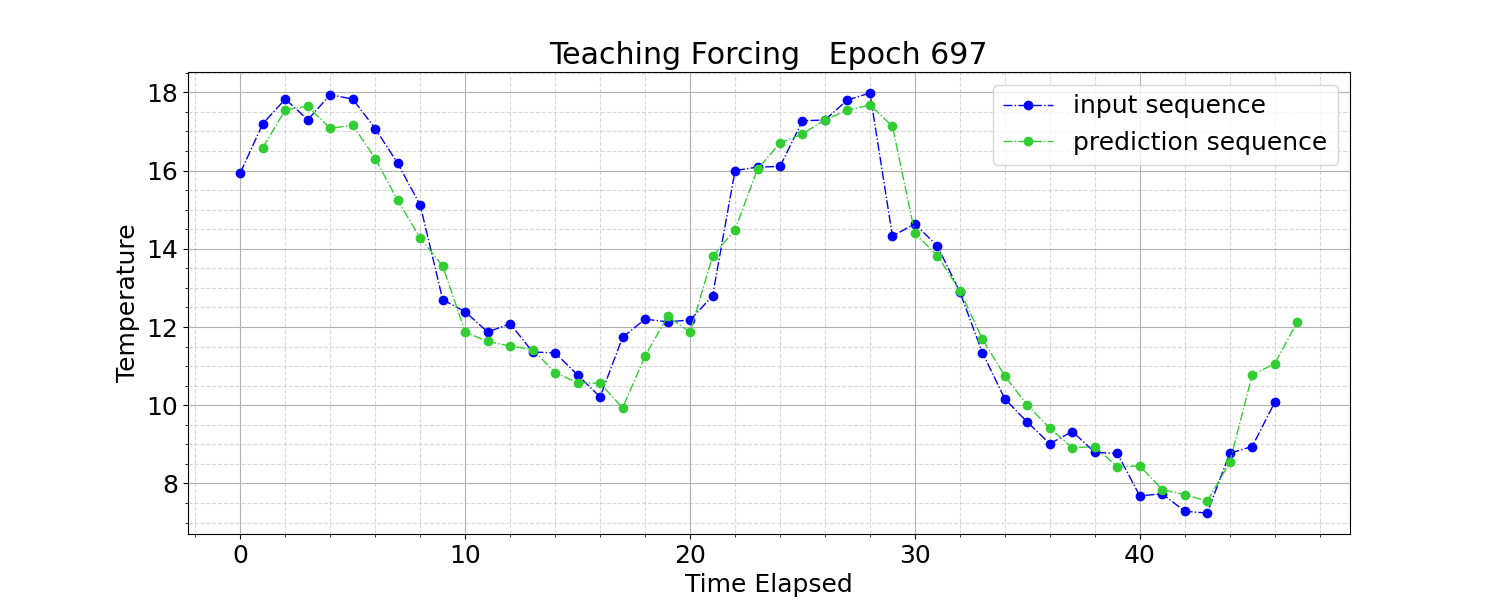 Teaching Forcing   Epoch 697
18
16
14
12
10
8
Temperature
input sequence
prediction sequence
0 10 20 30 40
Time Elapsed